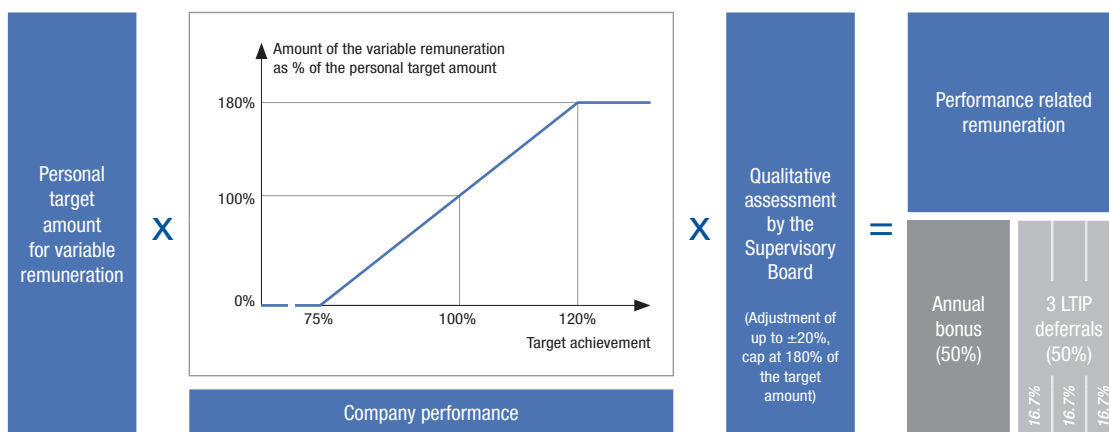 Personal
target
amount
for variable
remuneration
X
Amount of the variable remuneration
as % of the personal target amount
180%
100%
0%
75%
100%
120%
Target achievement
Company performance
X
Qualitative
assessment
by the
Supervisory
Board
(Adjustment of
up to ±20%,
cap at 180% of
the target
amount)
=
Performance related
remuneration
Annual
bonus
(50%)
3 LTIP
deferrals
(50%)
16.7%
16.7%
16.7%